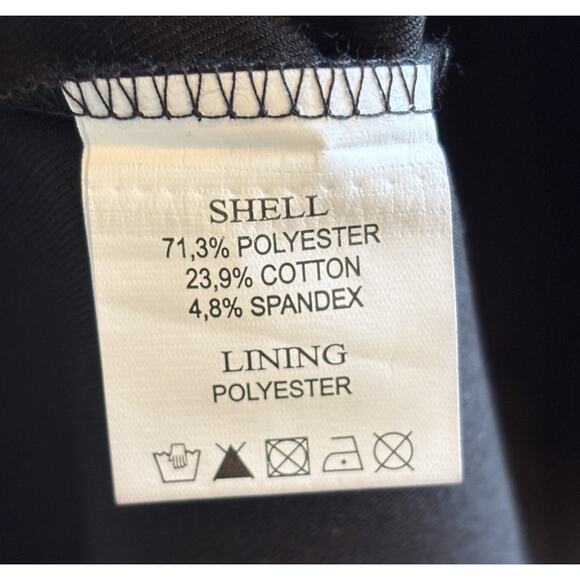 SHELL
71,3% POLYESTER
23,9% COTTON
4,8% SPANDEX
LINING
POLYESTER